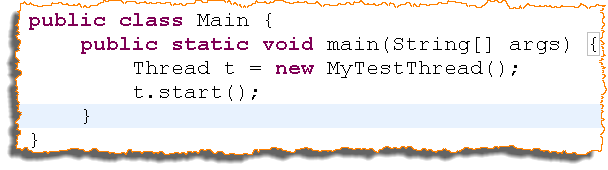 public class Main {
    public static void main(String[] args) {
        Thread t = new MyTestThread();
        t.start();
    }
}